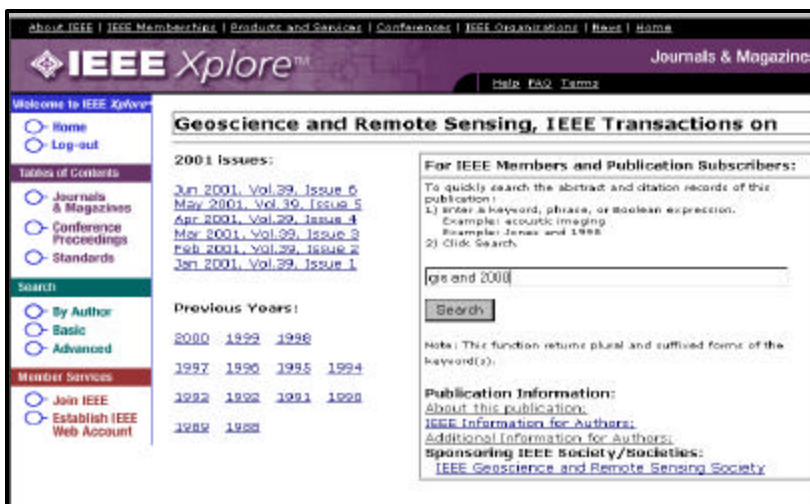 About IEEE | IEEE Memberships | Products and Services | Conferences | IEEE Organizations | News | Home
IEEE Xplore™
Journals & Magazines
Help FAQ Terms
Welcome to IEEE Xplore
Home
Log-out
Tables of Contents
Journals
& Magazines
Conference
Proceedings
Standards
Search
By Author
Basic
Advanced
Member Services
Join IEEE
Establish IEEE
Web Account
Geoscience and Remote Sensing, IEEE Transactions on
2001 issues:
Jun 2001, Vol.39, Issue 6
May 2001, Vol.39, Issue 5
Apr 2001, Vol.39, Issue 4
Mar 2001, Vol.39, Issue 3
Feb 2001, Vol.39, Issue 2
Jan 2001, Vol.39, Issue 1
Previous Years:
2000 1999 1998
1997 1996 1995 1994
1993 1992 1991 1990
1989 1988
For IEEE Members and Publication Subscribers:
To quickly search the abstract and citation records of this
publication:
1) Enter a keyword, phrase, or Boolean expression.
Example: acoustic imaging
Example: Jones and 1998
2) Click Search.
gis and 2000
Search
Note: This function returns plural and suffixed forms of the
keyword(s).
Publication Information:
About this publication:
IEEE Information for Authors:
Additional Information for Authors:
Sponsoring IEEE Society/Societies:
IEEE Geoscience and Remote Sensing Society